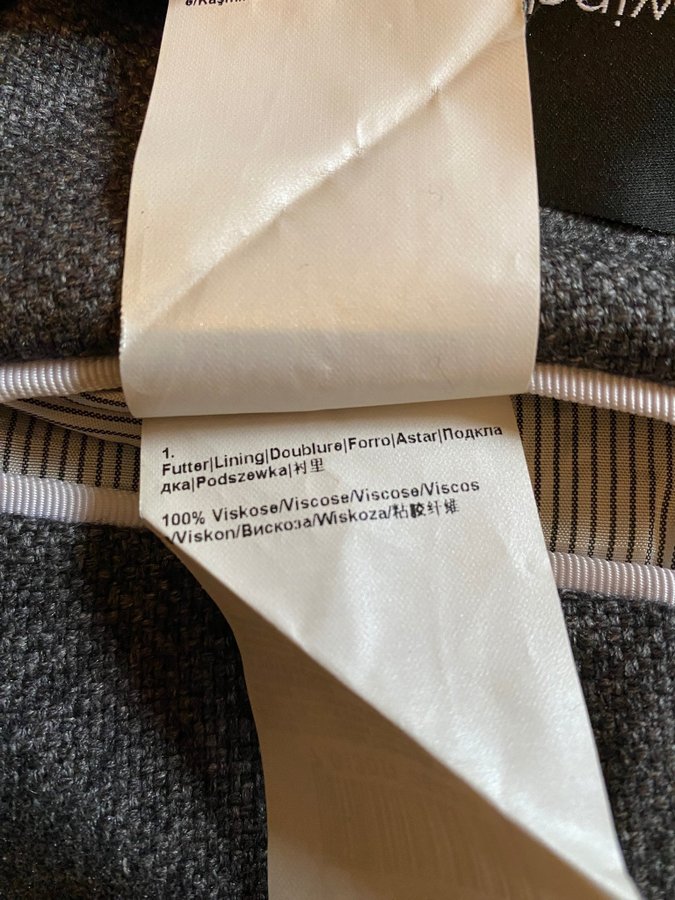 e/Kaşmir
1.
Futter|Lining|Doublure|Forro|Astar|Подкла
дка|Podszewka|衬里
100% Viskose/Viscose/Viscose/Viscos
/Viskon/Вискоза/Wiskoza/粘胶纤维